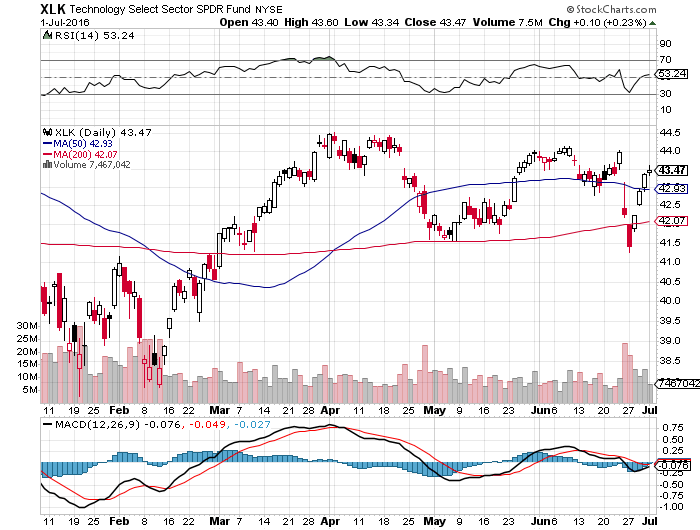 XLK Technology Select Sector SPDR Fund NYSE © StockCharts.com
1-Jul-2016 Open 43.40 High 43.60 Low 43.34 Close 43.47 Volume 7.5M Chg +0.10 (+0.23%)
RSI(14) 53.24
90
70
53.24
30
10
XLK (Daily) 43.47
MA(50) 42.93
MA(200) 42.07
Volume 7,467,042
44.5
44.0
43.47
42.93
42.5
42.07
41.5
41.0
40.5
40.0
39.5
39.0
38.5
30M
25M
20M
15M
10M
5M
7467042
11 19 25 Feb 8 16 22 Mar 7 14 21 28 Apr 11 18 25 May 9 16 23 Jun 6 13 20 27 Jul
MACD(12,26,9) -0.076, -0.049, -0.027
0.75
0.50
0.25
-0.076
-0.25
-0.50
-0.75
-1.00
11 19 25 Feb 8 16 22 Mar 7 14 21 28 Apr 11 18 25 May 9 16 23 Jun 6 13 20 27 Jul